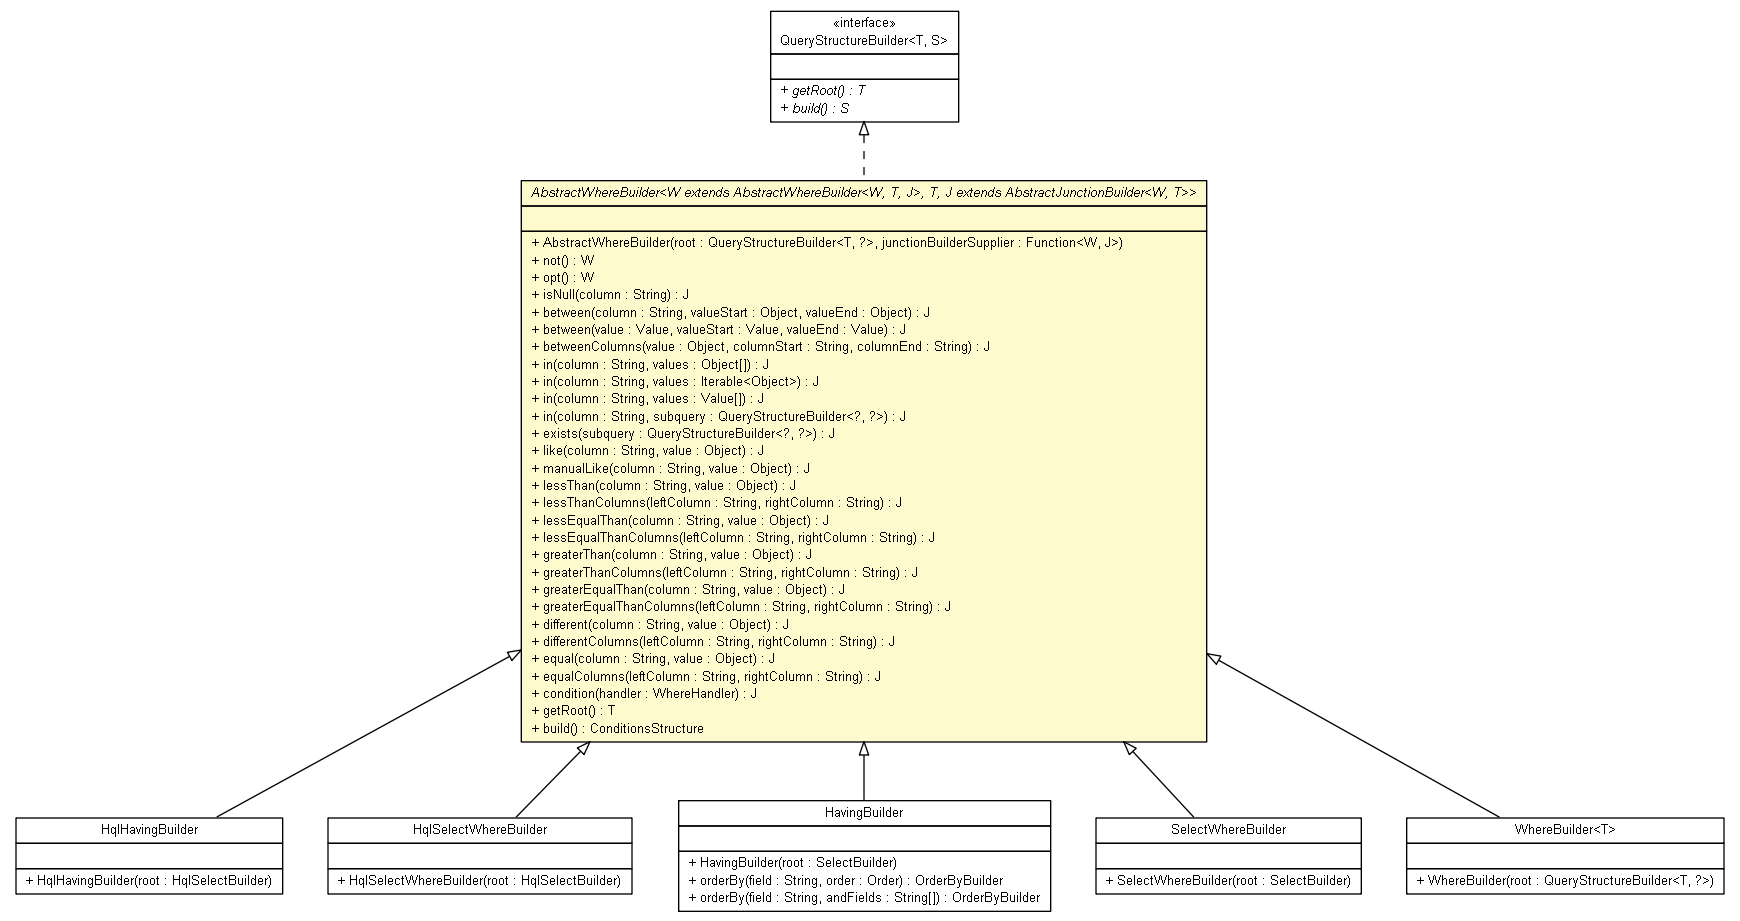 «interface»
QueryStructureBuilder<T, S>
+ getRoot() : T
+ build() : S
AbstractWhereBuilder<W extends AbstractWhereBuilder<W, T, J>, T, J extends AbstractJunctionBuilder<W, T>>
+ AbstractWhereBuilder(root : QueryStructureBuilder<T, ?>, junctionBuilderSupplier : Function<W, J>)
+ not() : W
+ opt() : W
+ isNull(column : String) : J
+ between(column : String, valueStart : Object, valueEnd : Object) : J
+ between(value : Value, valueStart : Value, valueEnd : Value) : J
+ betweenColumns(value : Object, columnStart : String, columnEnd : String) : J
+ in(column : String, values : Object[]) : J
+ in(column : String, values : Iterable<Object>) : J
+ in(column : String, values : Value[]) : J
+ in(column : String, subquery : QueryStructureBuilder<?, ?>) : J
+ exists(subquery : QueryStructureBuilder<?, ?>) : J
+ like(column : String, value : Object) : J
+ manualLike(column : String, value : Object) : J
+ lessThan(column : String, value : Object) : J
+ lessThanColumns(leftColumn : String, rightColumn : String) : J
+ lessEqualThan(column : String, value : Object) : J
+ lessEqualThanColumns(leftColumn : String, rightColumn : String) : J
+ greaterThan(column : String, value : Object) : J
+ greaterThanColumns(leftColumn : String, rightColumn : String) : J
+ greaterEqualThan(column : String, value : Object) : J
+ greaterEqualThanColumns(leftColumn : String, rightColumn : String) : J
+ different(column : String, value : Object) : J
+ differentColumns(leftColumn : String, rightColumn : String) : J
+ equal(column : String, value : Object) : J
+ equalColumns(leftColumn : String, rightColumn : String) : J
+ condition(handler : WhereHandler) : J
+ getRoot() : T
+ build() : ConditionsStructure
HqlHavingBuilder
+ HqlHavingBuilder(root : HqlSelectBuilder)
HqlSelectWhereBuilder
+ HqlSelectWhereBuilder(root : HqlSelectBuilder)
HavingBuilder
+ HavingBuilder(root : SelectBuilder)
+ orderBy(field : String, order : Order) : OrderByBuilder
+ orderBy(field : String, andFields : String[]) : OrderByBuilder
SelectWhereBuilder
+ SelectWhereBuilder(root : SelectBuilder)
WhereBuilder<T>
+ WhereBuilder(root : QueryStructureBuilder<T, ?>)